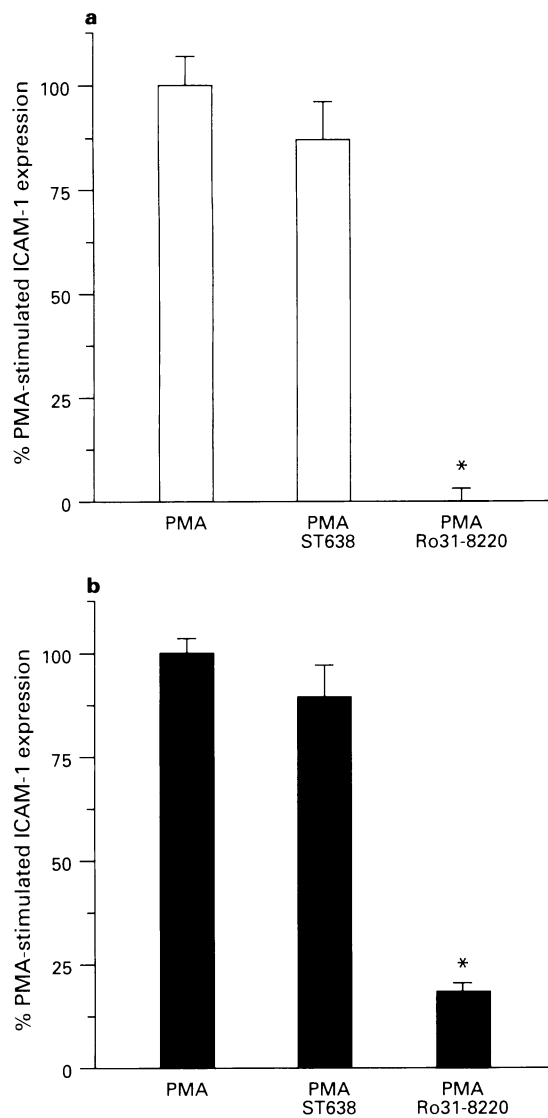 a
% PMA-stimulated ICAM-1 expression
100
75
50
25
0
*
PMA
PMA
ST638
PMA
Ro31-8220
b
% PMA-stimulated ICAM-1 expression
100
75
50
25
0
*
PMA
PMA
ST638
PMA
Ro31-8220